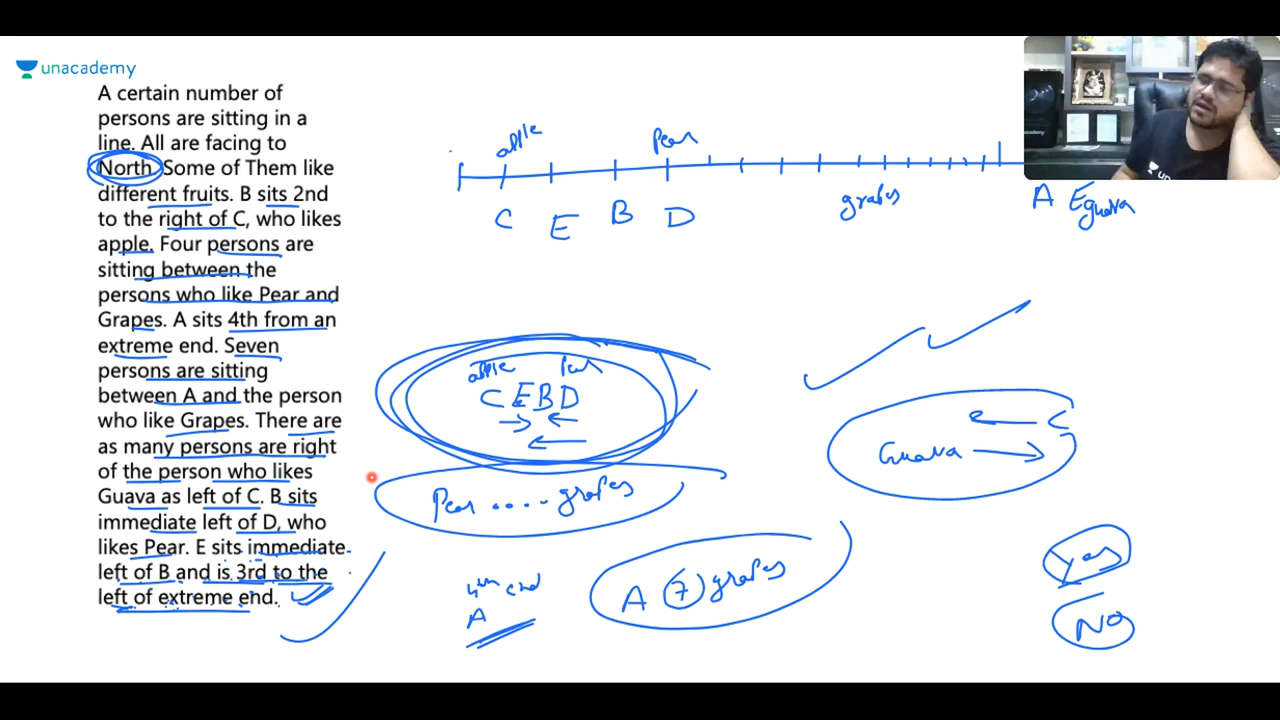 unacademy
A certain number of
persons are sitting in a
line. All are facing to
North. Some of Them like
different fruits. B sits 2nd
to the right of C, who likes
apple. Four persons are
sitting between the
persons who like Pear and
Grapes. A sits 4th from an
extreme end. Seven
persons are sitting
between A and the person
who like Grapes. There are
as many persons are right
of the person who likes
Guava as left of C. B sits
immediate left of D, who
likes Pear. E sits immediate
left of B and is 3rd to the
left of extreme end.
apple Pear
C E B D grapes A E guava
apple Pear
C E B D
Pear .... grapes
4th end
A
A 7 grapes
C
Guava
Yes
No